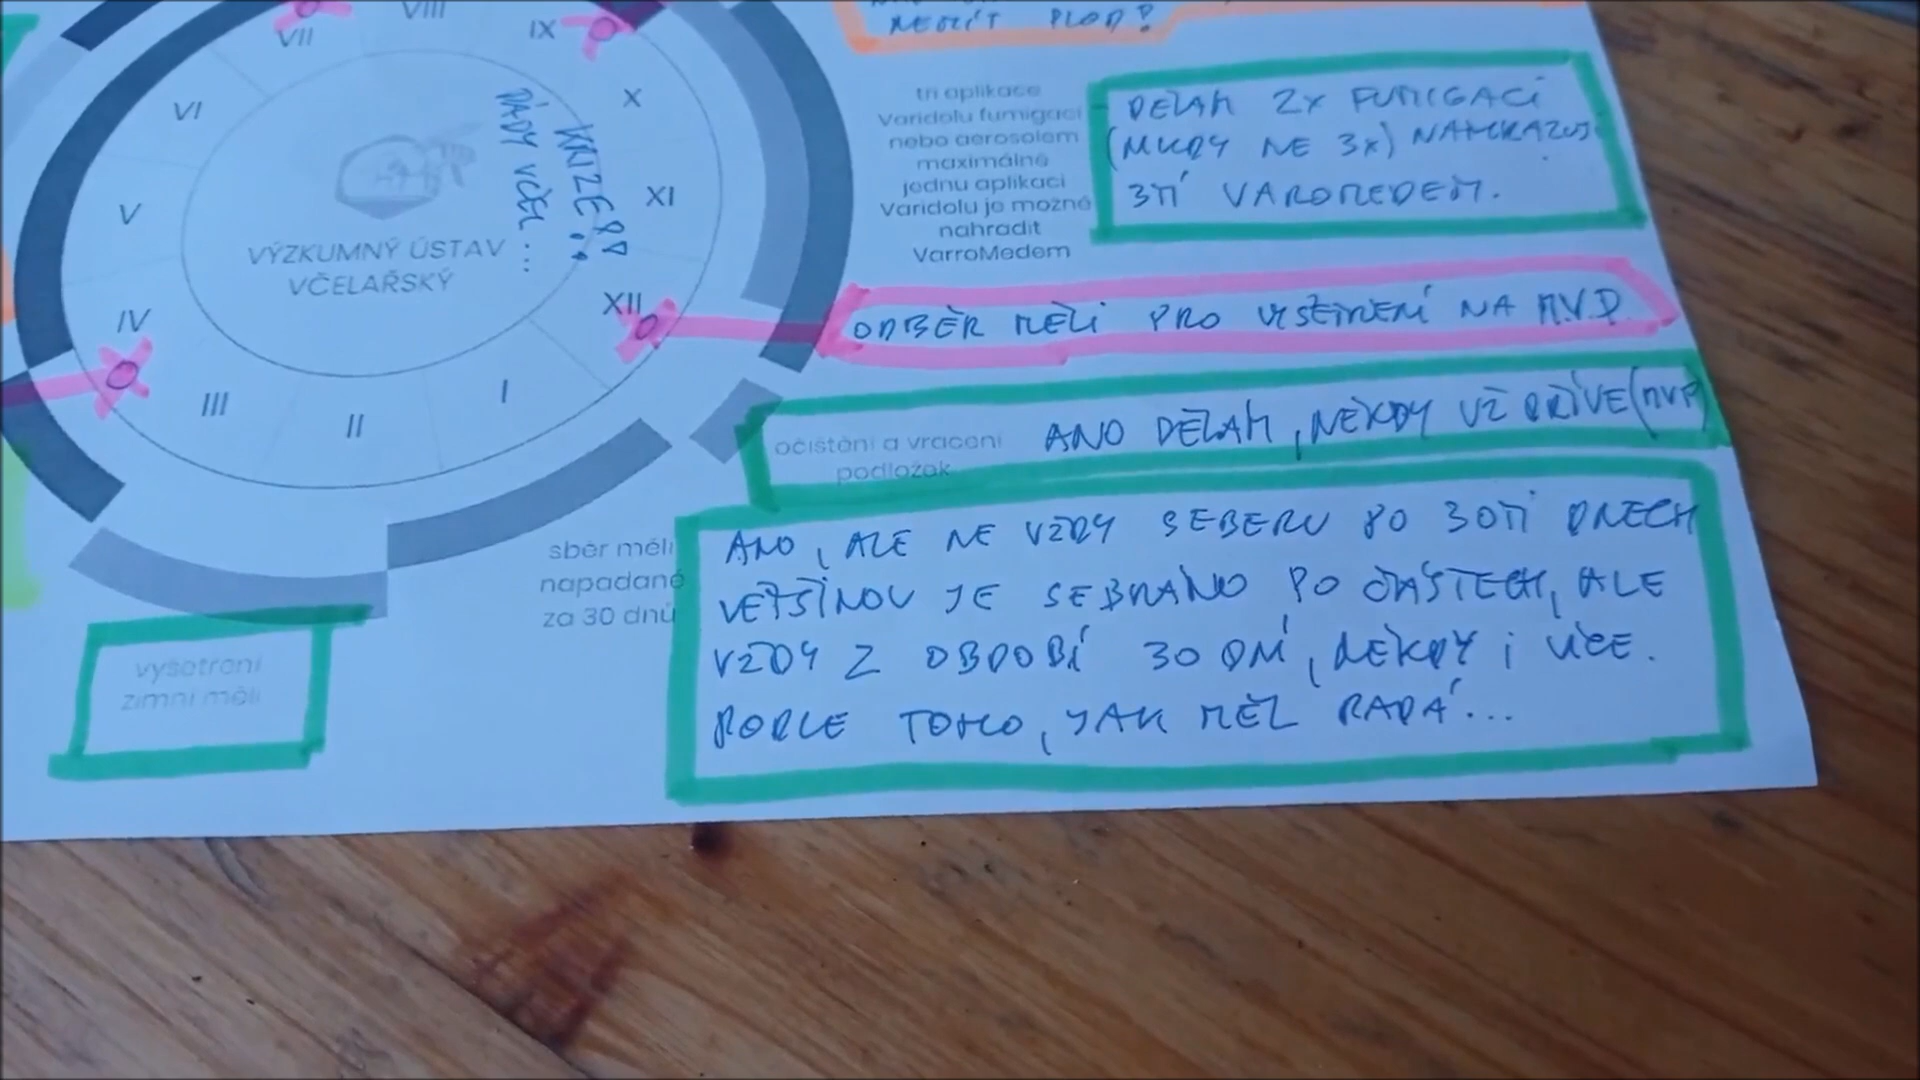 VIII
VII
IX
NEMÍT PLOD!
VI
X
V
XI
VÝZKUMNÝ ÚSTAV
VČELAŘSKÝ
ŘÁDY VČEL...
KŘÍŽEPP
IV
XII
III
II
I
tři aplikace
Varidolu fumigací
nebo aerosolem
maximálně
jednu aplikaci
Varidolu je možné
nahradit
VarroMedem
DĚLÁM 2X FUMIGACI
(NIKDY NE 3X) NAHRAZUJI
3TÍ VAROMEDEM.
ODBĚR MĚLI PRO VYŠETŘENÍ NA M.V.P.
očištění a vrácení
podložek
ANO DĚLÁM, NĚKDY UŽ DŘÍVE (MVP)
sběr měli
napadané
za 30 dnů
ANO, ALE NE VŽDY SEBERU PO 30TI DNECH
VĚTŠINOU JE SEBRÁNO PO ČÁSTECH, ALE
VŽDY Z OBDOBÍ 30 DNÍ, NĚKDY i VÍCE.
PODLE TOHO, JAK MĚL PADÁ...
vyšetření
zimní měli